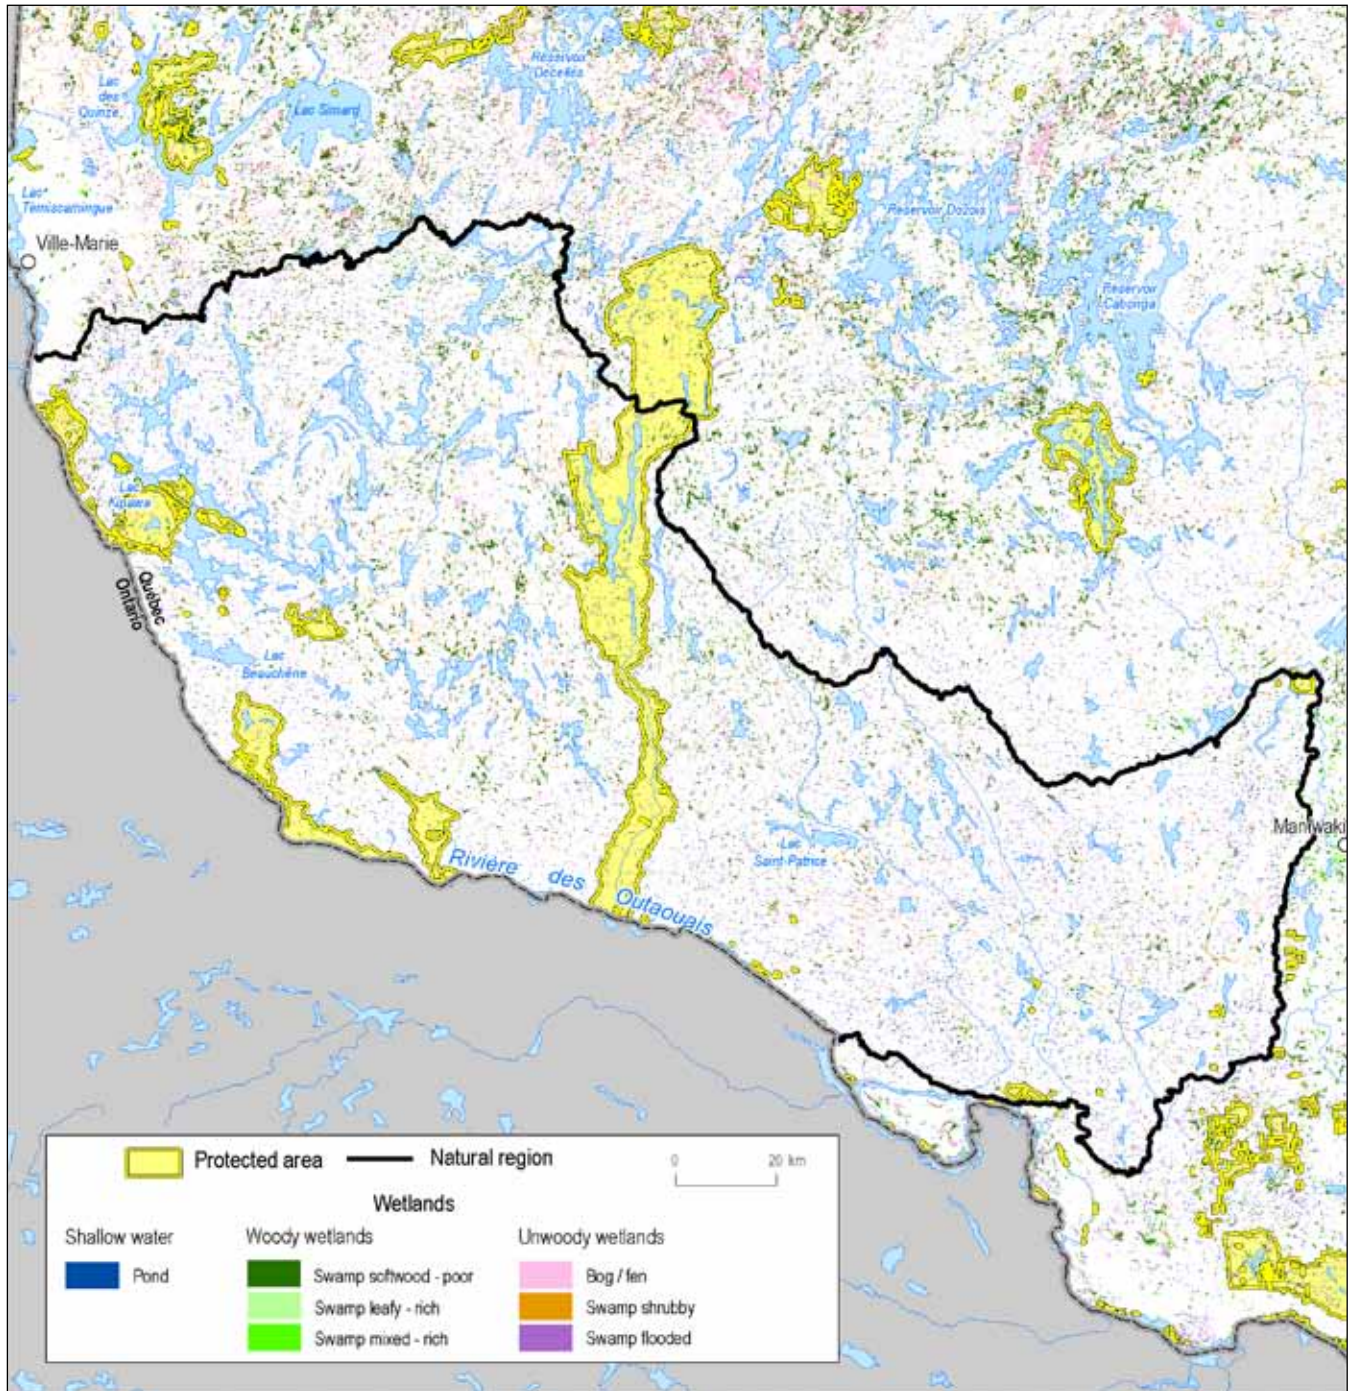 Réservoir
Decelles
Lac
des
Quinze
Lac Simard
Lac
Témiscamingue
Réservoir Dozois
Ville-Marie
Réservoir
Cabonga
Lac
Kipawa
Québec
Ontario
Lac
Beauchêne
Maniwaki
Lac
Saint-Patrice
Rivière des Outaouais
Protected area
Natural region
0 20 km
Wetlands
Shallow water
Woody wetlands
Unwoody wetlands
Pond
Swamp softwood - poor
Bog / fen
Swamp leafy - rich
Swamp shrubby
Swamp mixed - rich
Swamp flooded